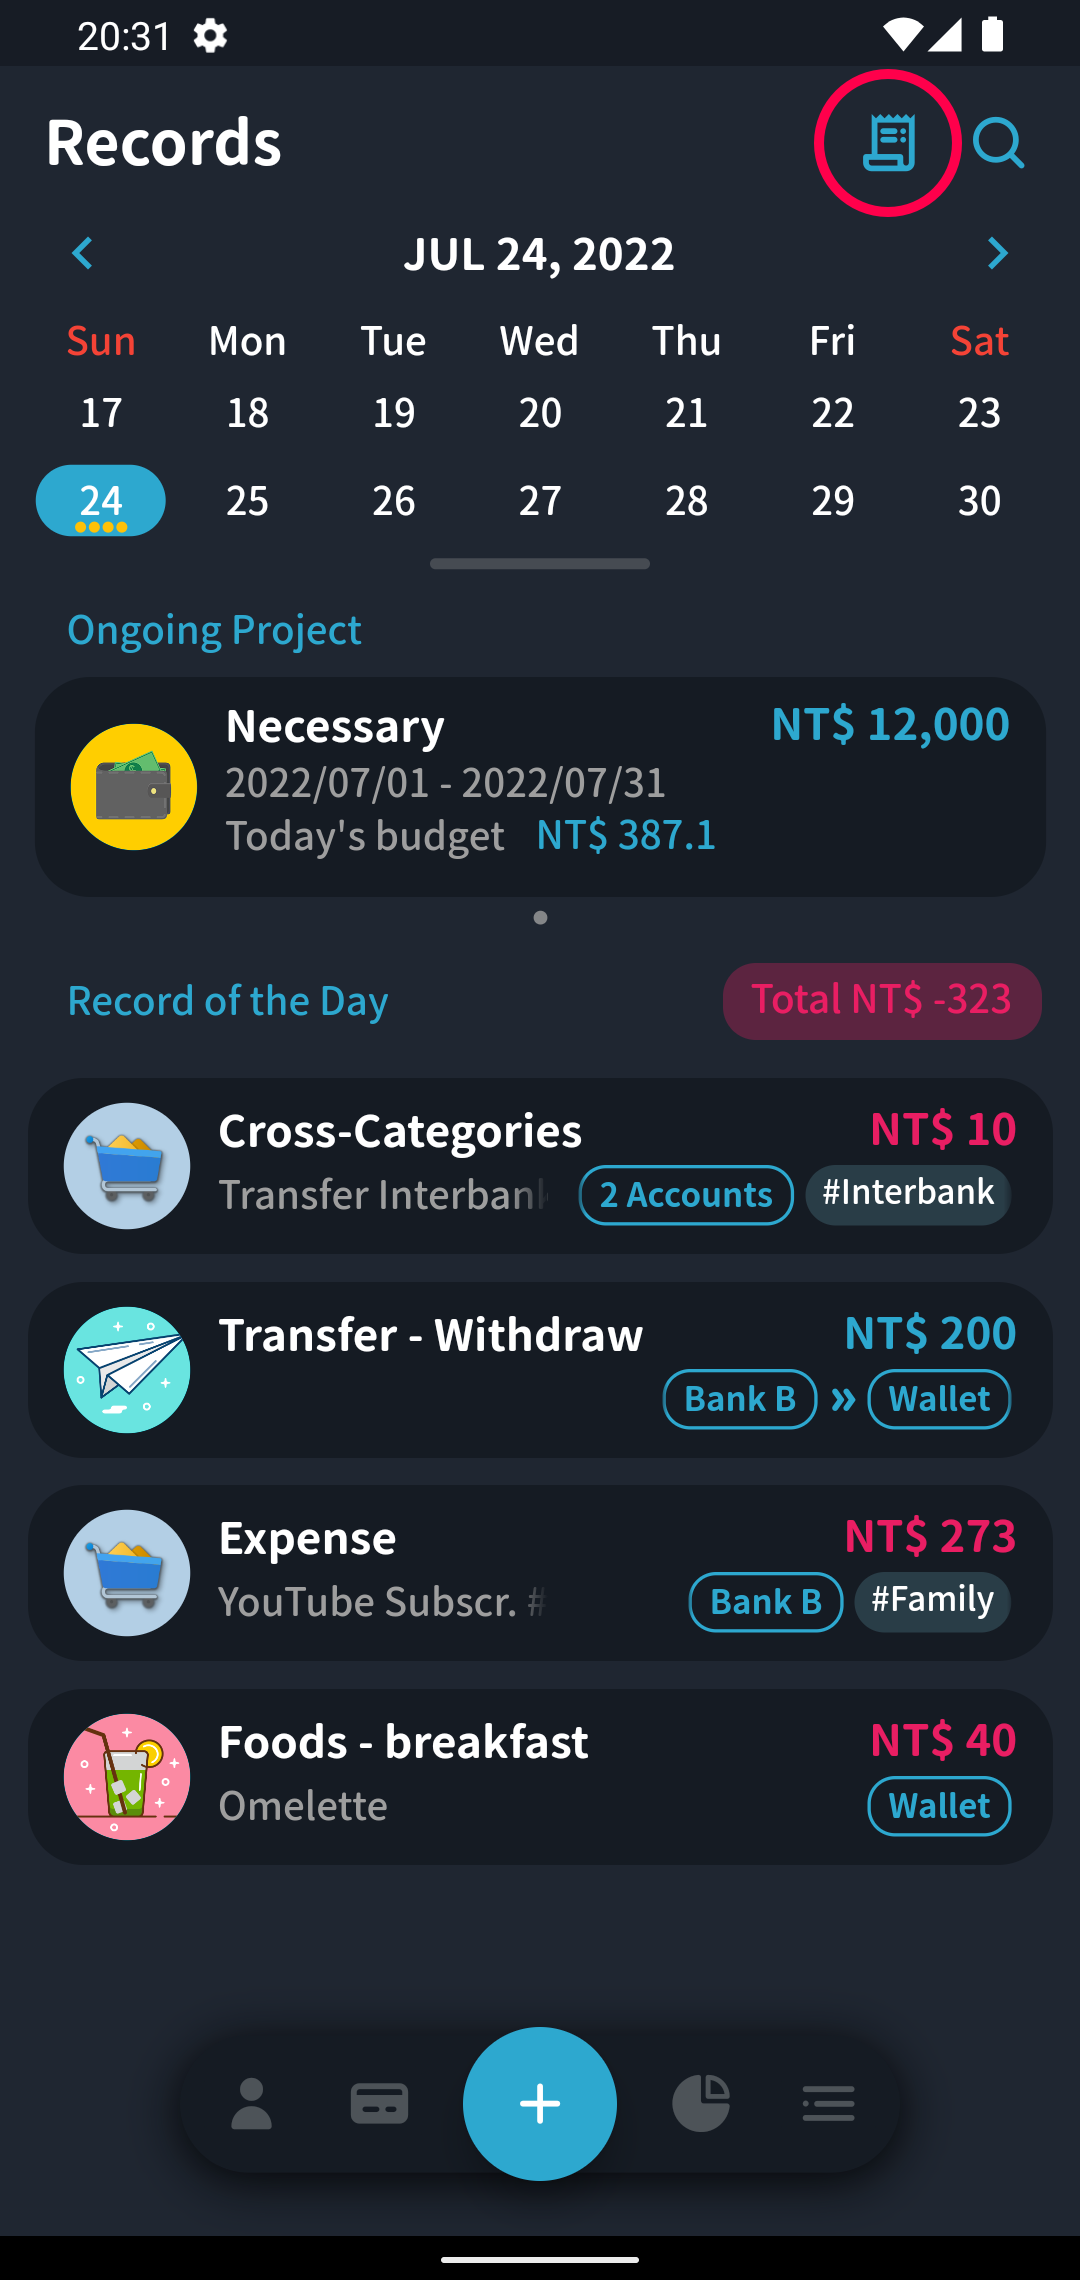 20:31
Records
JUL 24, 2022
Sun Mon Tue Wed Thu Fri Sat
17 18 19 20 21 22 23
24 25 26 27 28 29 30
Ongoing Project
Necessary NT$ 12,000
2022/07/01 - 2022/07/31
Today's budget NT$ 387.1
Record of the Day Total NT$ -323
Cross-Categories NT$ 10
Transfer Interbank 2 Accounts #Interbank
Transfer - Withdraw NT$ 200
Bank B » Wallet
Expense NT$ 273
YouTube Subscr. # Bank B #Family
Foods - breakfast NT$ 40
Omelette Wallet